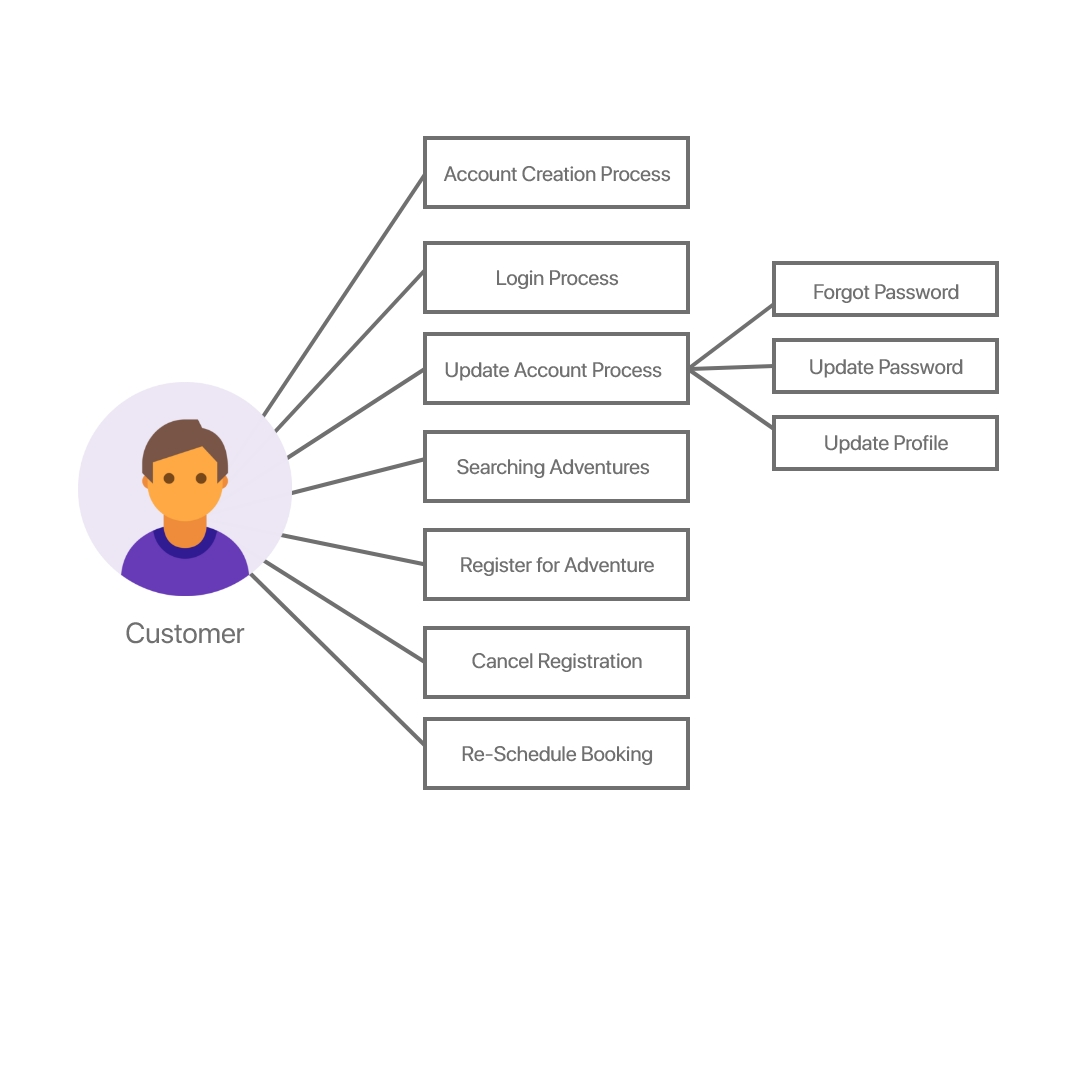 Account Creation Process
Login Process
Update Account Process
Searching Adventures
Register for Adventure
Cancel Registration
Re-Schedule Booking
Forgot Password
Update Password
Update Profile
Customer